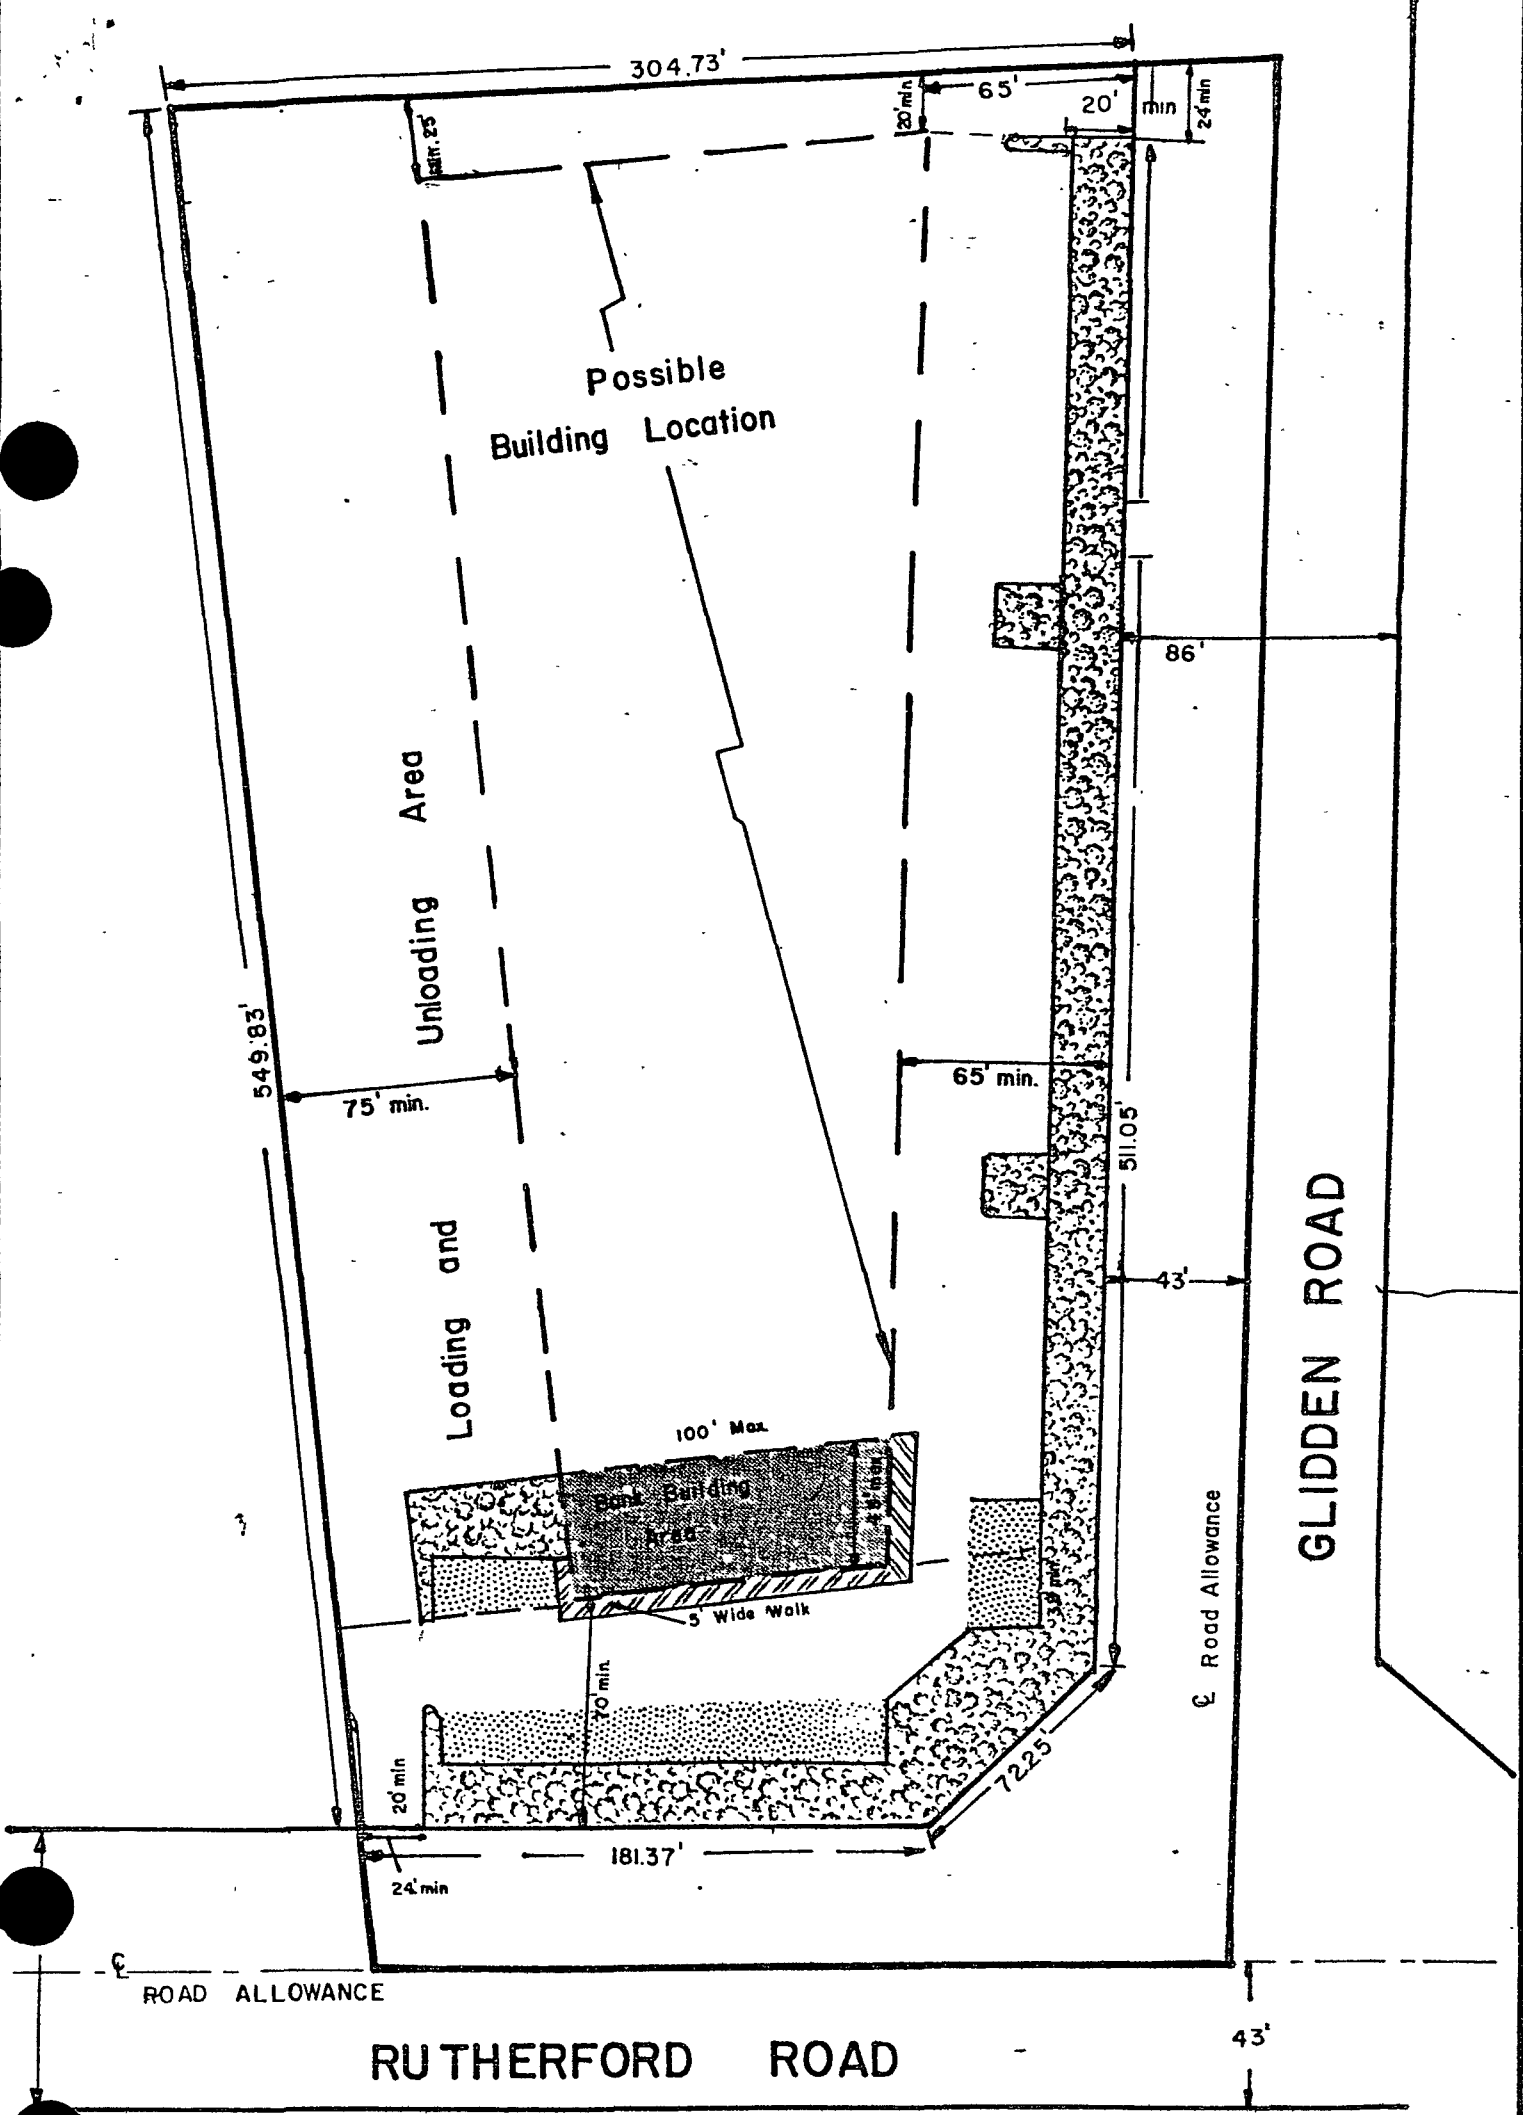 304.73'
65'
20'min
20' min
24'min
min. 25'
Possible
Building Location
86'
Loading and Unloading Area
549.83'
75' min.
65' min.
511.05'
43'
GLIDDEN ROAD
100' Max.
Bank Building
Area
5' Wide Walk
70' min.
℄ Road Allowance
72.25
20' min
181.37'
24' min
℄
ROAD ALLOWANCE
RUTHERFORD ROAD
43'